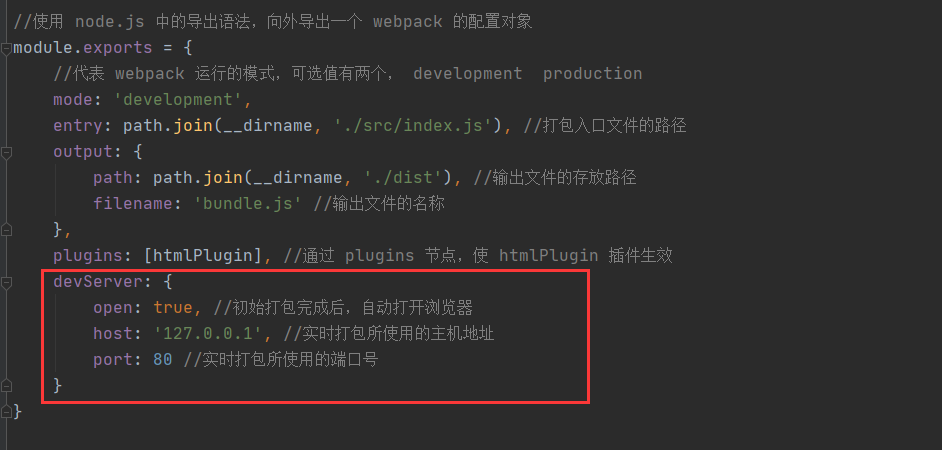 //使用 node.js 中的导出语法，向外导出一个 webpack 的配置对象
module.exports = {
//代表 webpack 运行的模式，可选值有两个， development  production
mode: 'development',
entry: path.join(__dirname, './src/index.js'), //打包入口文件的路径
output: {
path: path.join(__dirname, './dist'), //输出文件的存放路径
filename: 'bundle.js' //输出文件的名称
},
plugins: [htmlPlugin], //通过 plugins 节点，使 htmlPlugin 插件生效
devServer: {
open: true, //初始打包完成后，自动打开浏览器
host: '127.0.0.1', //实时打包所使用的主机地址
port: 80 //实时打包所使用的端口号
}
}